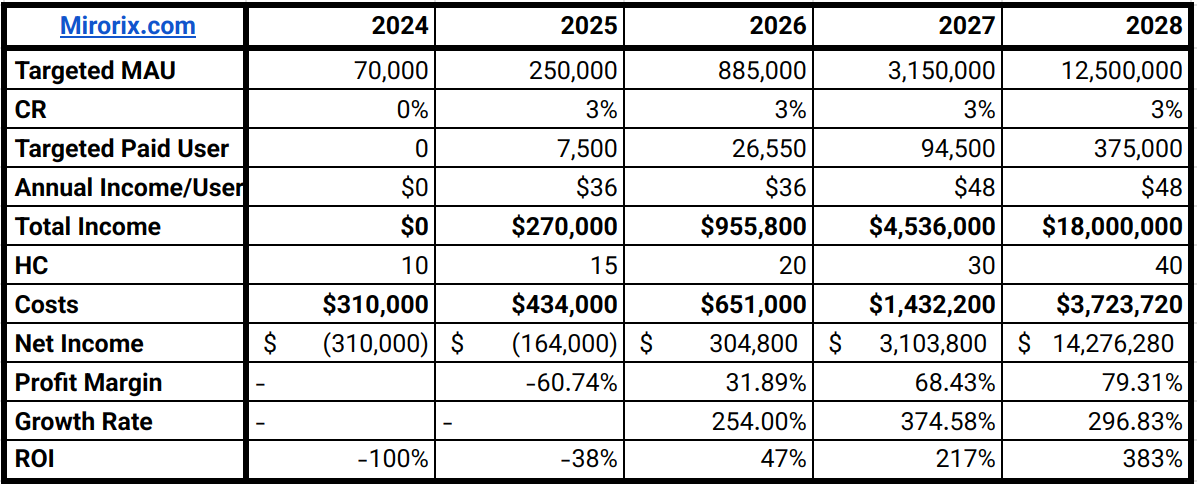 Mirorix.com 2024 2025 2026 2027 2028
Targeted MAU 70,000 250,000 885,000 3,150,000 12,500,000
CR 0% 3% 3% 3% 3%
Targeted Paid User 0 7,500 26,550 94,500 375,000
Annual Income/User $0 $36 $36 $48 $48
Total Income $0 $270,000 $955,800 $4,536,000 $18,000,000
HC 10 15 20 30 40
Costs $310,000 $434,000 $651,000 $1,432,200 $3,723,720
Net Income $ (310,000) $ (164,000) $ 304,800 $ 3,103,800 $ 14,276,280
Profit Margin - -60.74% 31.89% 68.43% 79.31%
Growth Rate - - 254.00% 374.58% 296.83%
ROI -100% -38% 47% 217% 383%